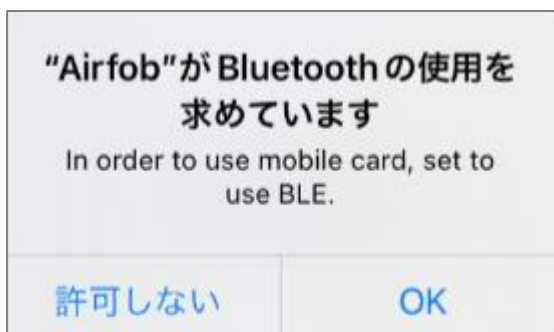 “Airfob”がBluetoothの使用を
求めています
In order to use mobile card, set to
use BLE.
許可しない
OK